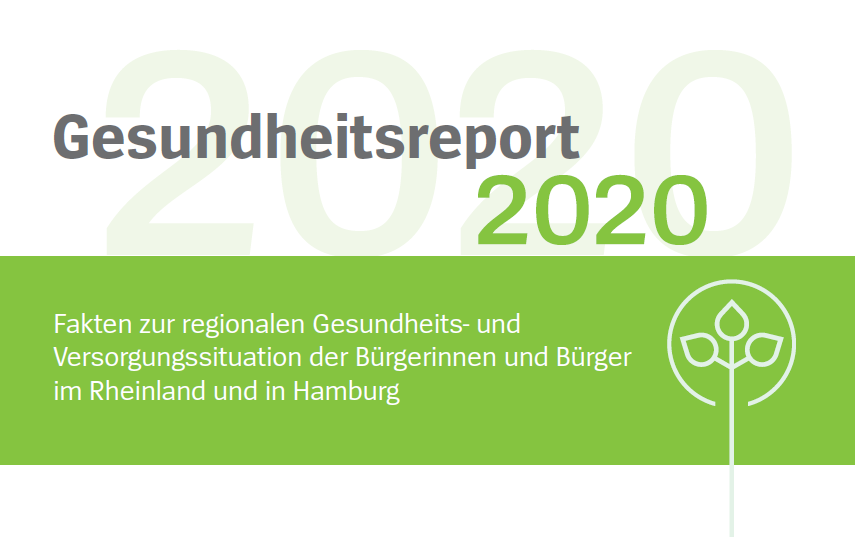 2020
Gesundheitsreport
2020
Fakten zur regionalen Gesundheits- und
Versorgungssituation der Bürgerinnen und Bürger
im Rheinland und in Hamburg